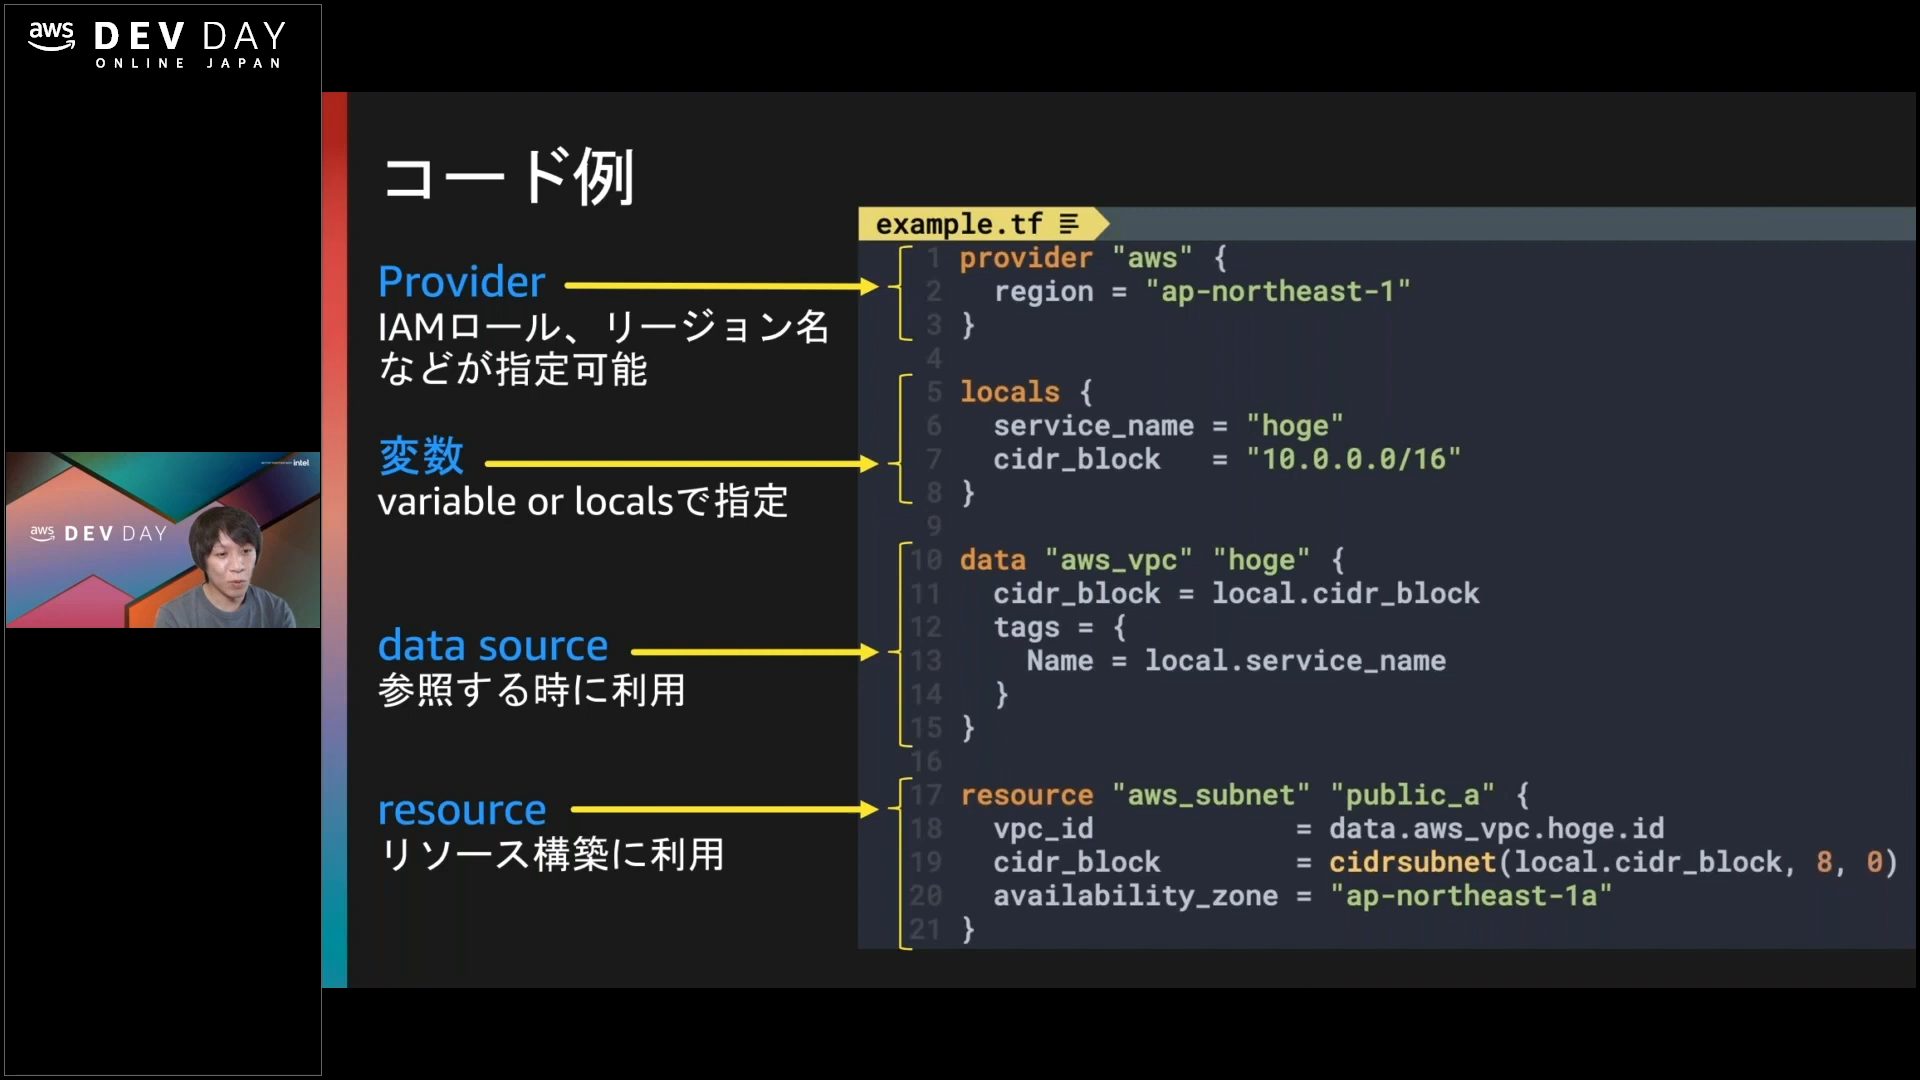 aws DEV DAY
ONLINE JAPAN
intel
aws DEV DAY
コード例
Provider
IAMロール、リージョン名
などが指定可能
変数
variable or localsで指定
data source
参照する時に利用
resource
リソース構築に利用
example.tf
1 provider "aws" {
2   region = "ap-northeast-1"
3 }
4
5 locals {
6   service_name = "hoge"
7   cidr_block   = "10.0.0.0/16"
8 }
9
10 data "aws_vpc" "hoge" {
11   cidr_block = local.cidr_block
12   tags = {
13     Name = local.service_name
14   }
15 }
16
17 resource "aws_subnet" "public_a" {
18   vpc_id            = data.aws_vpc.hoge.id
19   cidr_block        = cidrsubnet(local.cidr_block, 8, 0)
20   availability_zone = "ap-northeast-1a"
21 }